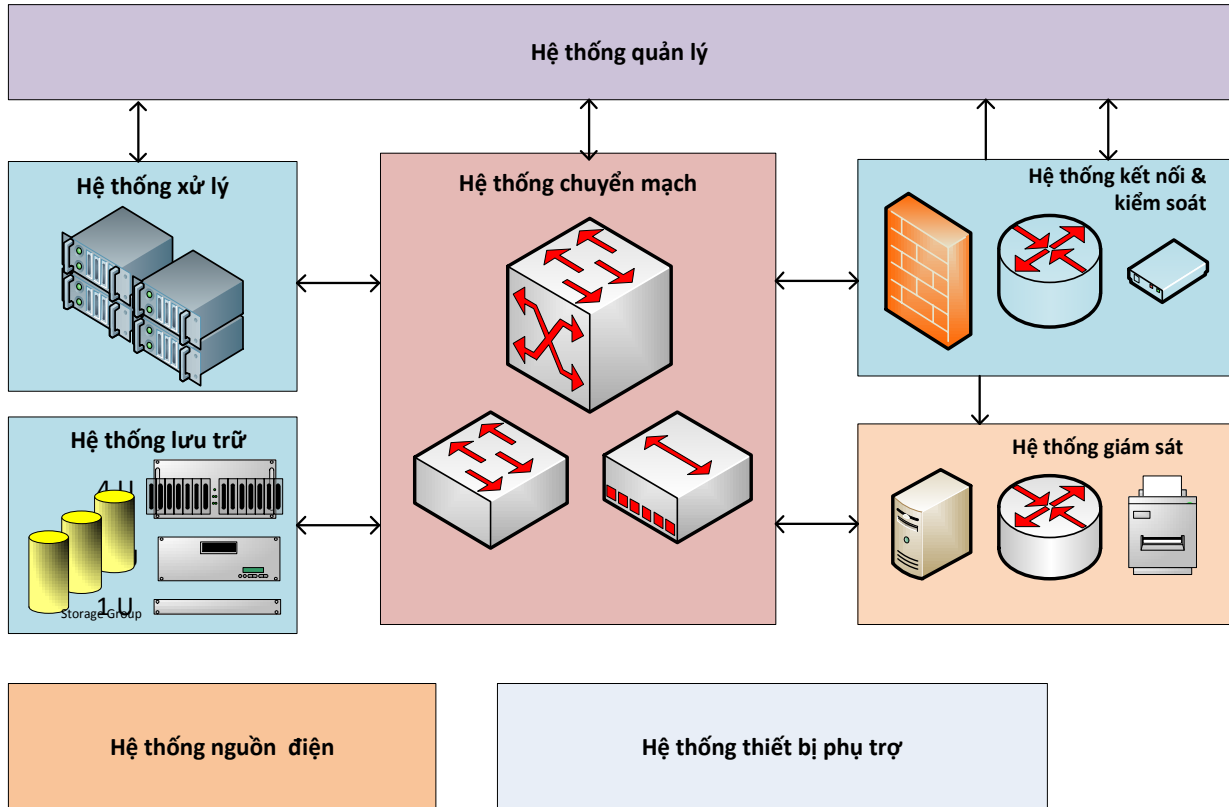 Hệ thống quản lý
Hệ thống xử lý
Hệ thống chuyển mạch
Hệ thống kết nối &
kiểm soát
Hệ thống lưu trữ
4 U
1 U
Storage Group
Hệ thống giám sát
Hệ thống nguồn điện
Hệ thống thiết bị phụ trợ